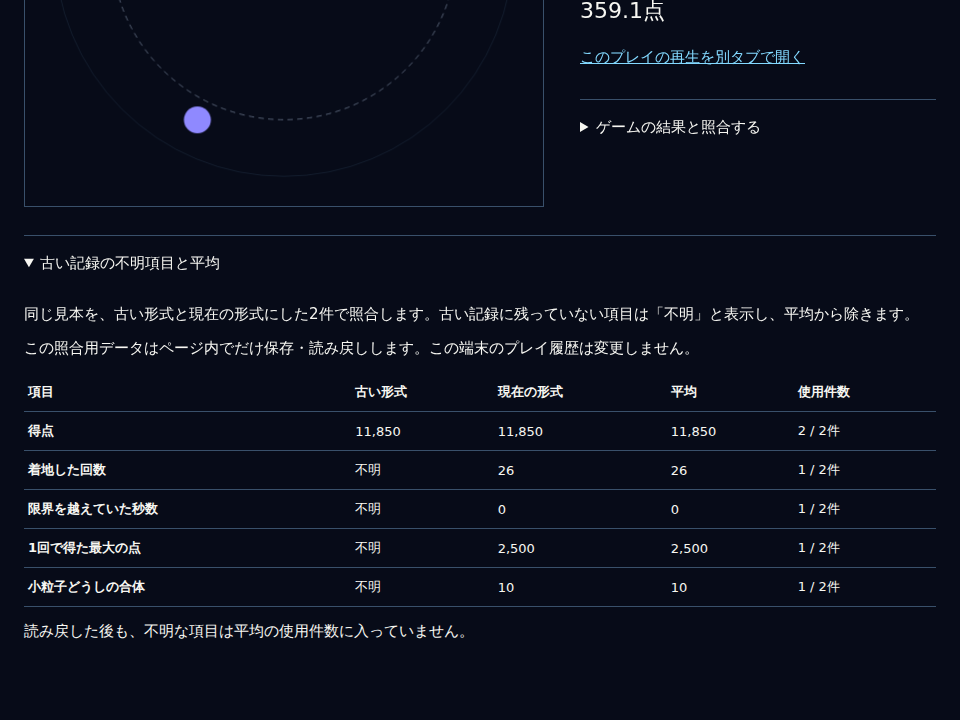 359.1点
このプレイの再生を別タブで開く
▶ ゲームの結果と照合する
▼ 古い記録の不明項目と平均
同じ見本を、古い形式と現在の形式にした2件で照合します。古い記録に残っていない項目は「不明」と表示し、平均から除きます。
この照合用データはページ内でだけ保存・読み戻しします。この端末のプレイ履歴は変更しません。
項目 古い形式 現在の形式 平均 使用件数
得点 11,850 11,850 11,850 2 / 2件
着地した回数 不明 26 26 1 / 2件
限界を越えていた秒数 不明 0 0 1 / 2件
1回で得た最大の点 不明 2,500 2,500 1 / 2件
小粒子どうしの合体 不明 10 10 1 / 2件
読み戻した後も、不明な項目は平均の使用件数に入っていません。